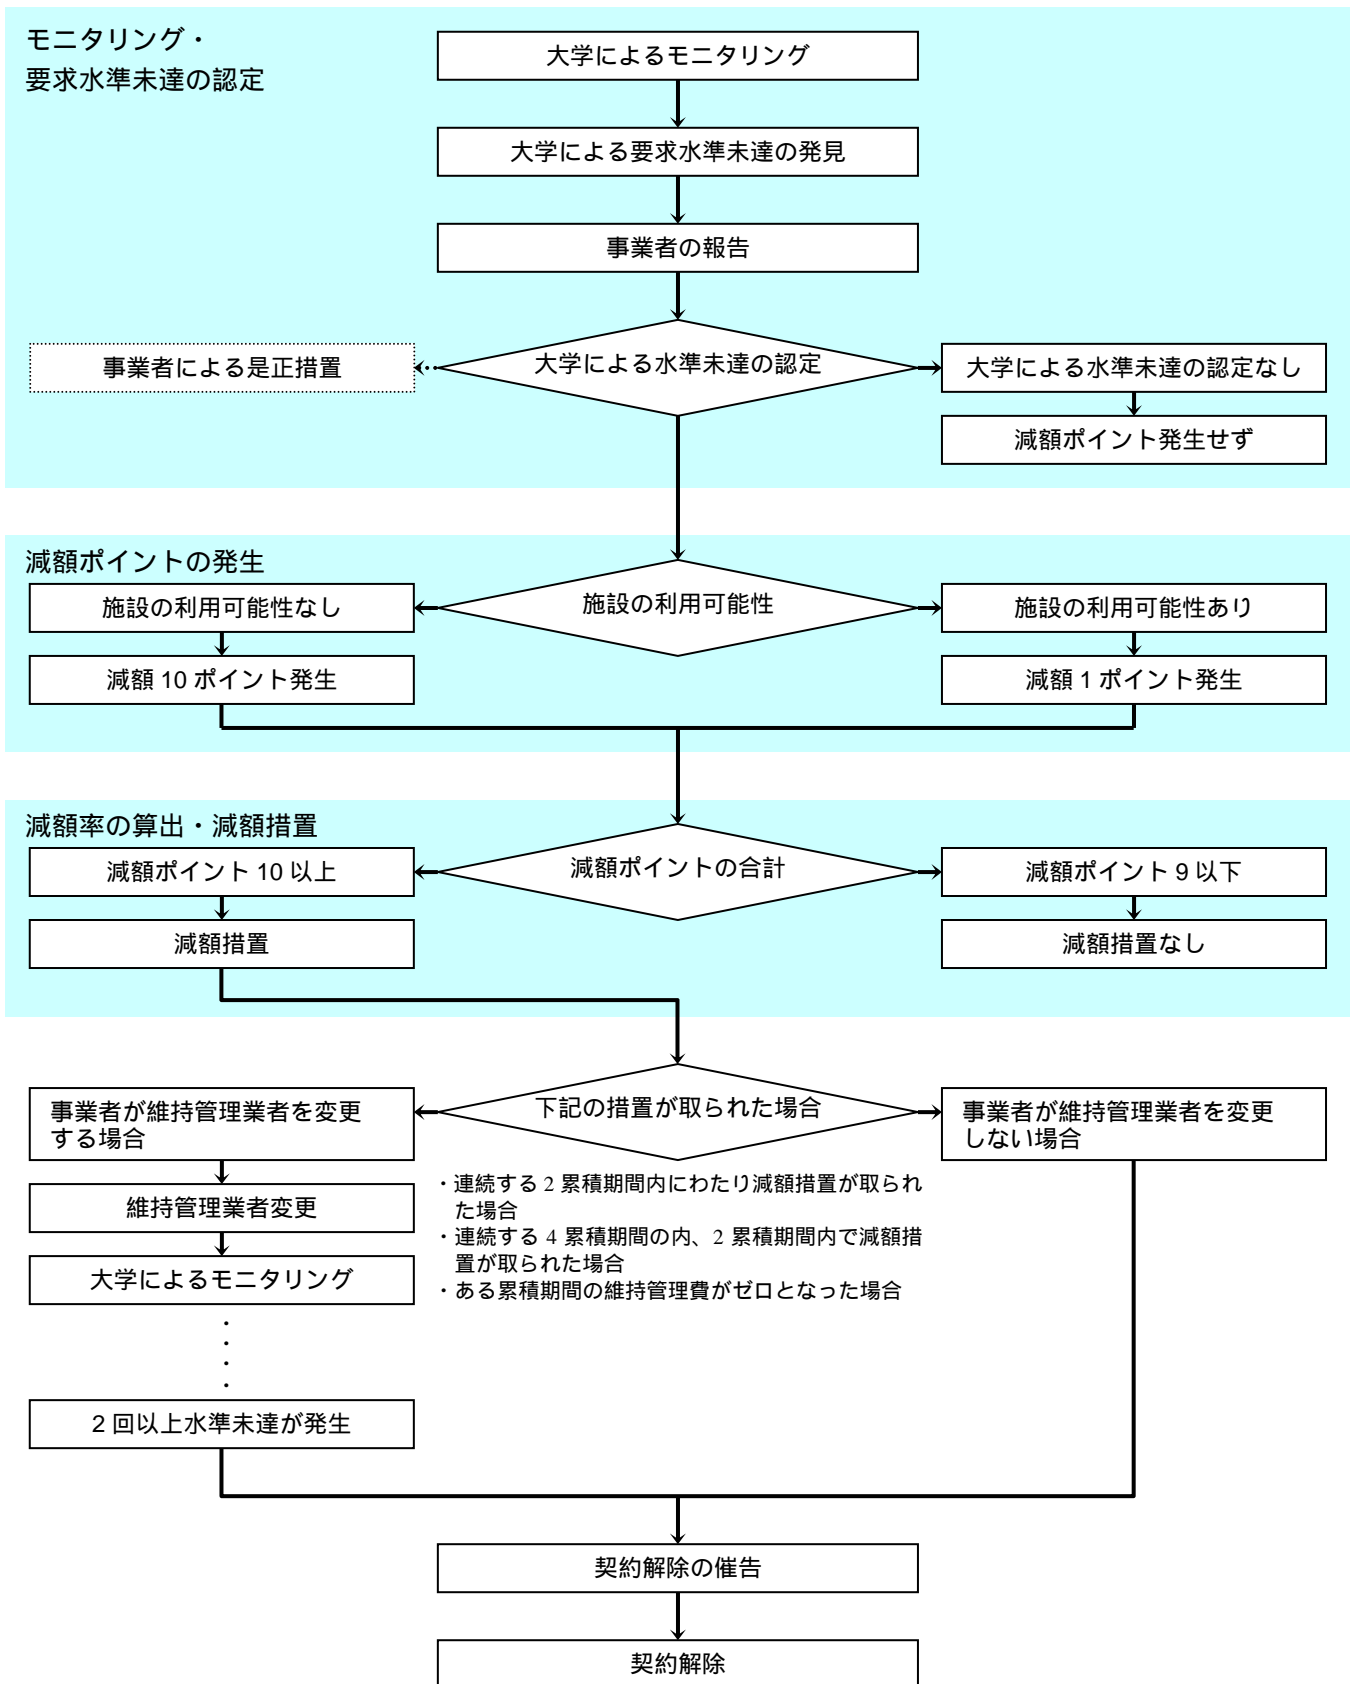 モニタリング・
要求水準未達の認定
大学によるモニタリング
大学による要求水準未達の発見
事業者の報告
事業者による是正措置
大学による水準未達の認定
大学による水準未達の認定なし
減額ポイント発生せず
減額ポイントの発生
施設の利用可能性なし
施設の利用可能性
施設の利用可能性あり
減額 10 ポイント発生
減額 1 ポイント発生
減額率の算出・減額措置
減額ポイント 10 以上
減額ポイントの合計
減額ポイント 9 以下
減額措置
減額措置なし
事業者が維持管理業者を変更
する場合
下記の措置が取られた場合
事業者が維持管理業者を変更
しない場合
・連続する 2 累積期間内にわたり減額措置が取られ
た場合
・連続する 4 累積期間の内、2 累積期間内で減額措
置が取られた場合
・ある累積期間の維持管理費がゼロとなった場合
維持管理業者変更
大学によるモニタリング
・
・
・
・
2 回以上水準未達が発生
契約解除の催告
契約解除